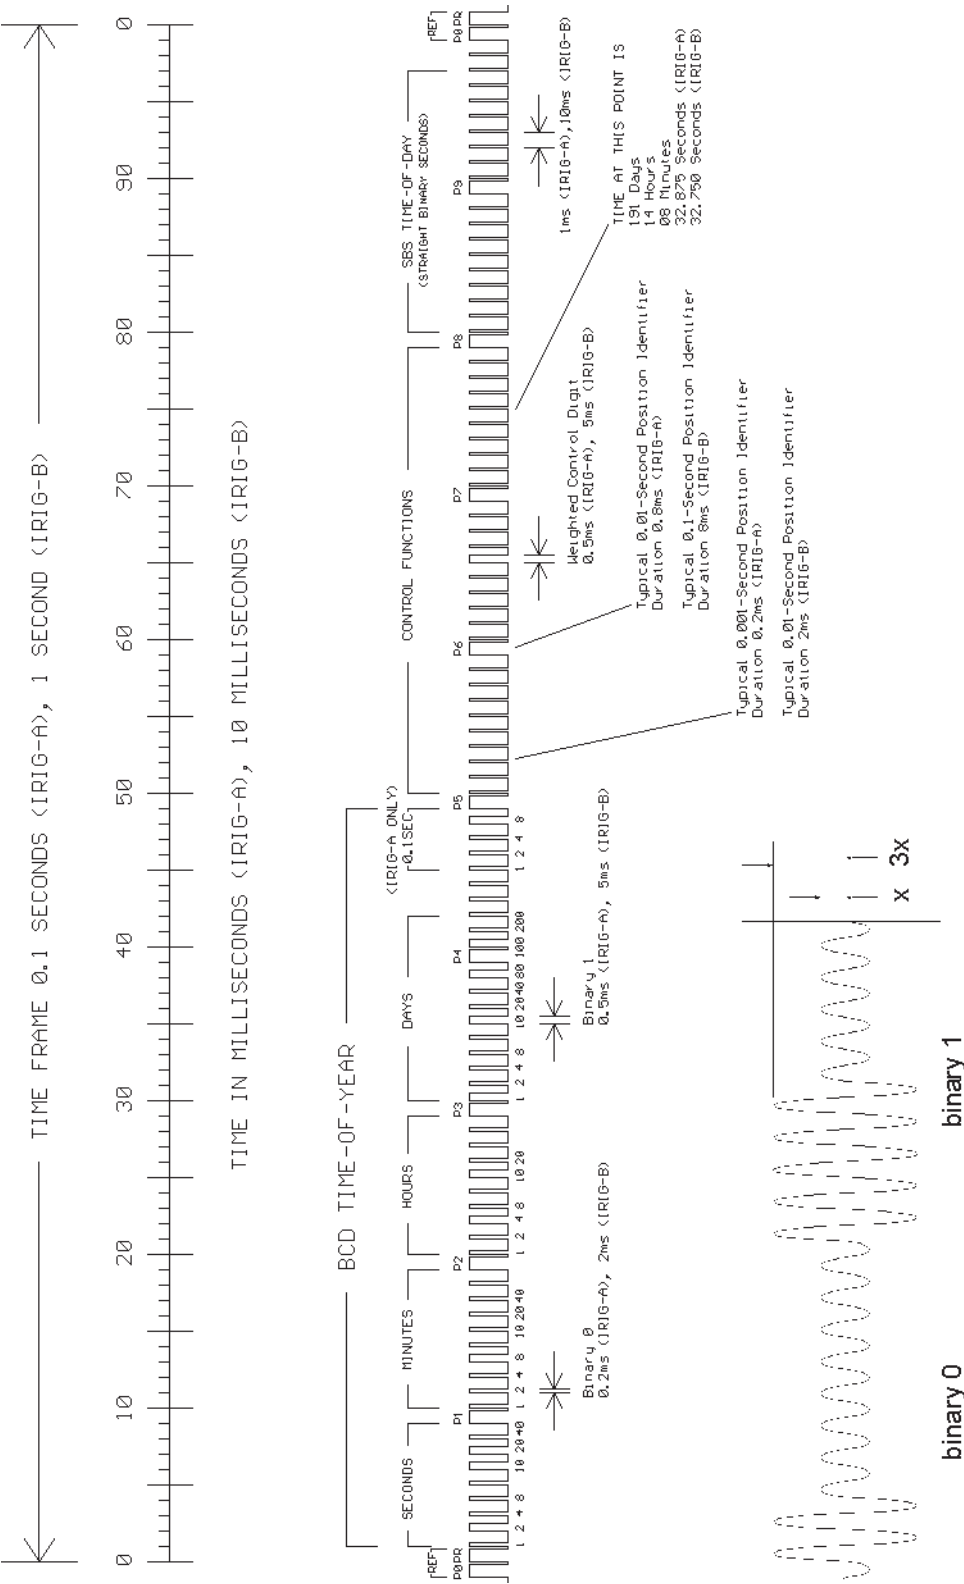 TIME FRAME 0.1 SECONDS (IRIG-A), 1 SECOND (IRIG-B)
0 10 20 30 40 50 60 70 80 90 0
TIME IN MILLISECONDS (IRIG-A), 10 MILLISECONDS (IRIG-B)
BCD TIME-OF-YEAR
(IRIG-A ONLY)
0.1SEC
SECONDS MINUTES HOURS DAYS CONTROL FUNCTIONS SBS TIME-OF-DAY
(STRAIGHT BINARY SECONDS)
REF REF
P0 PR P1 P2 P3 P4 P5 P6 P7 P8 P9 P0 PR
1 2 4 8 10 20 40 1 2 4 8 10 20 40 1 2 4 8 10 20 1 2 4 8 10 20 40 80 100 200 1 2 4 8
Binary 0
0.2ms (IRIG-A), 2ms (IRIG-B)
Binary 1
0.5ms (IRIG-A), 5ms (IRIG-B)
Weighted Control Digit
0.5ms (IRIG-A), 5ms (IRIG-B)
1ms (IRIG-A),10ms (IRIG-B)
TIME AT THIS POINT IS
191 Days
14 Hours
08 Minutes
32.875 Seconds (IRIG-A)
32.750 Seconds (IRIG-B)
Typical 0.01-Second Position Identifier
Duration 0.8ms (IRIG-A)
Typical 0.1-Second Position Identifier
Duration 8ms (IRIG-B)
Typical 0.001-Second Position Identifier
Duration 0.2ms (IRIG-A)
Typical 0.01-Second Position Identifier
Duration 2ms (IRIG-B)
x 3x
binary 0 binary 1